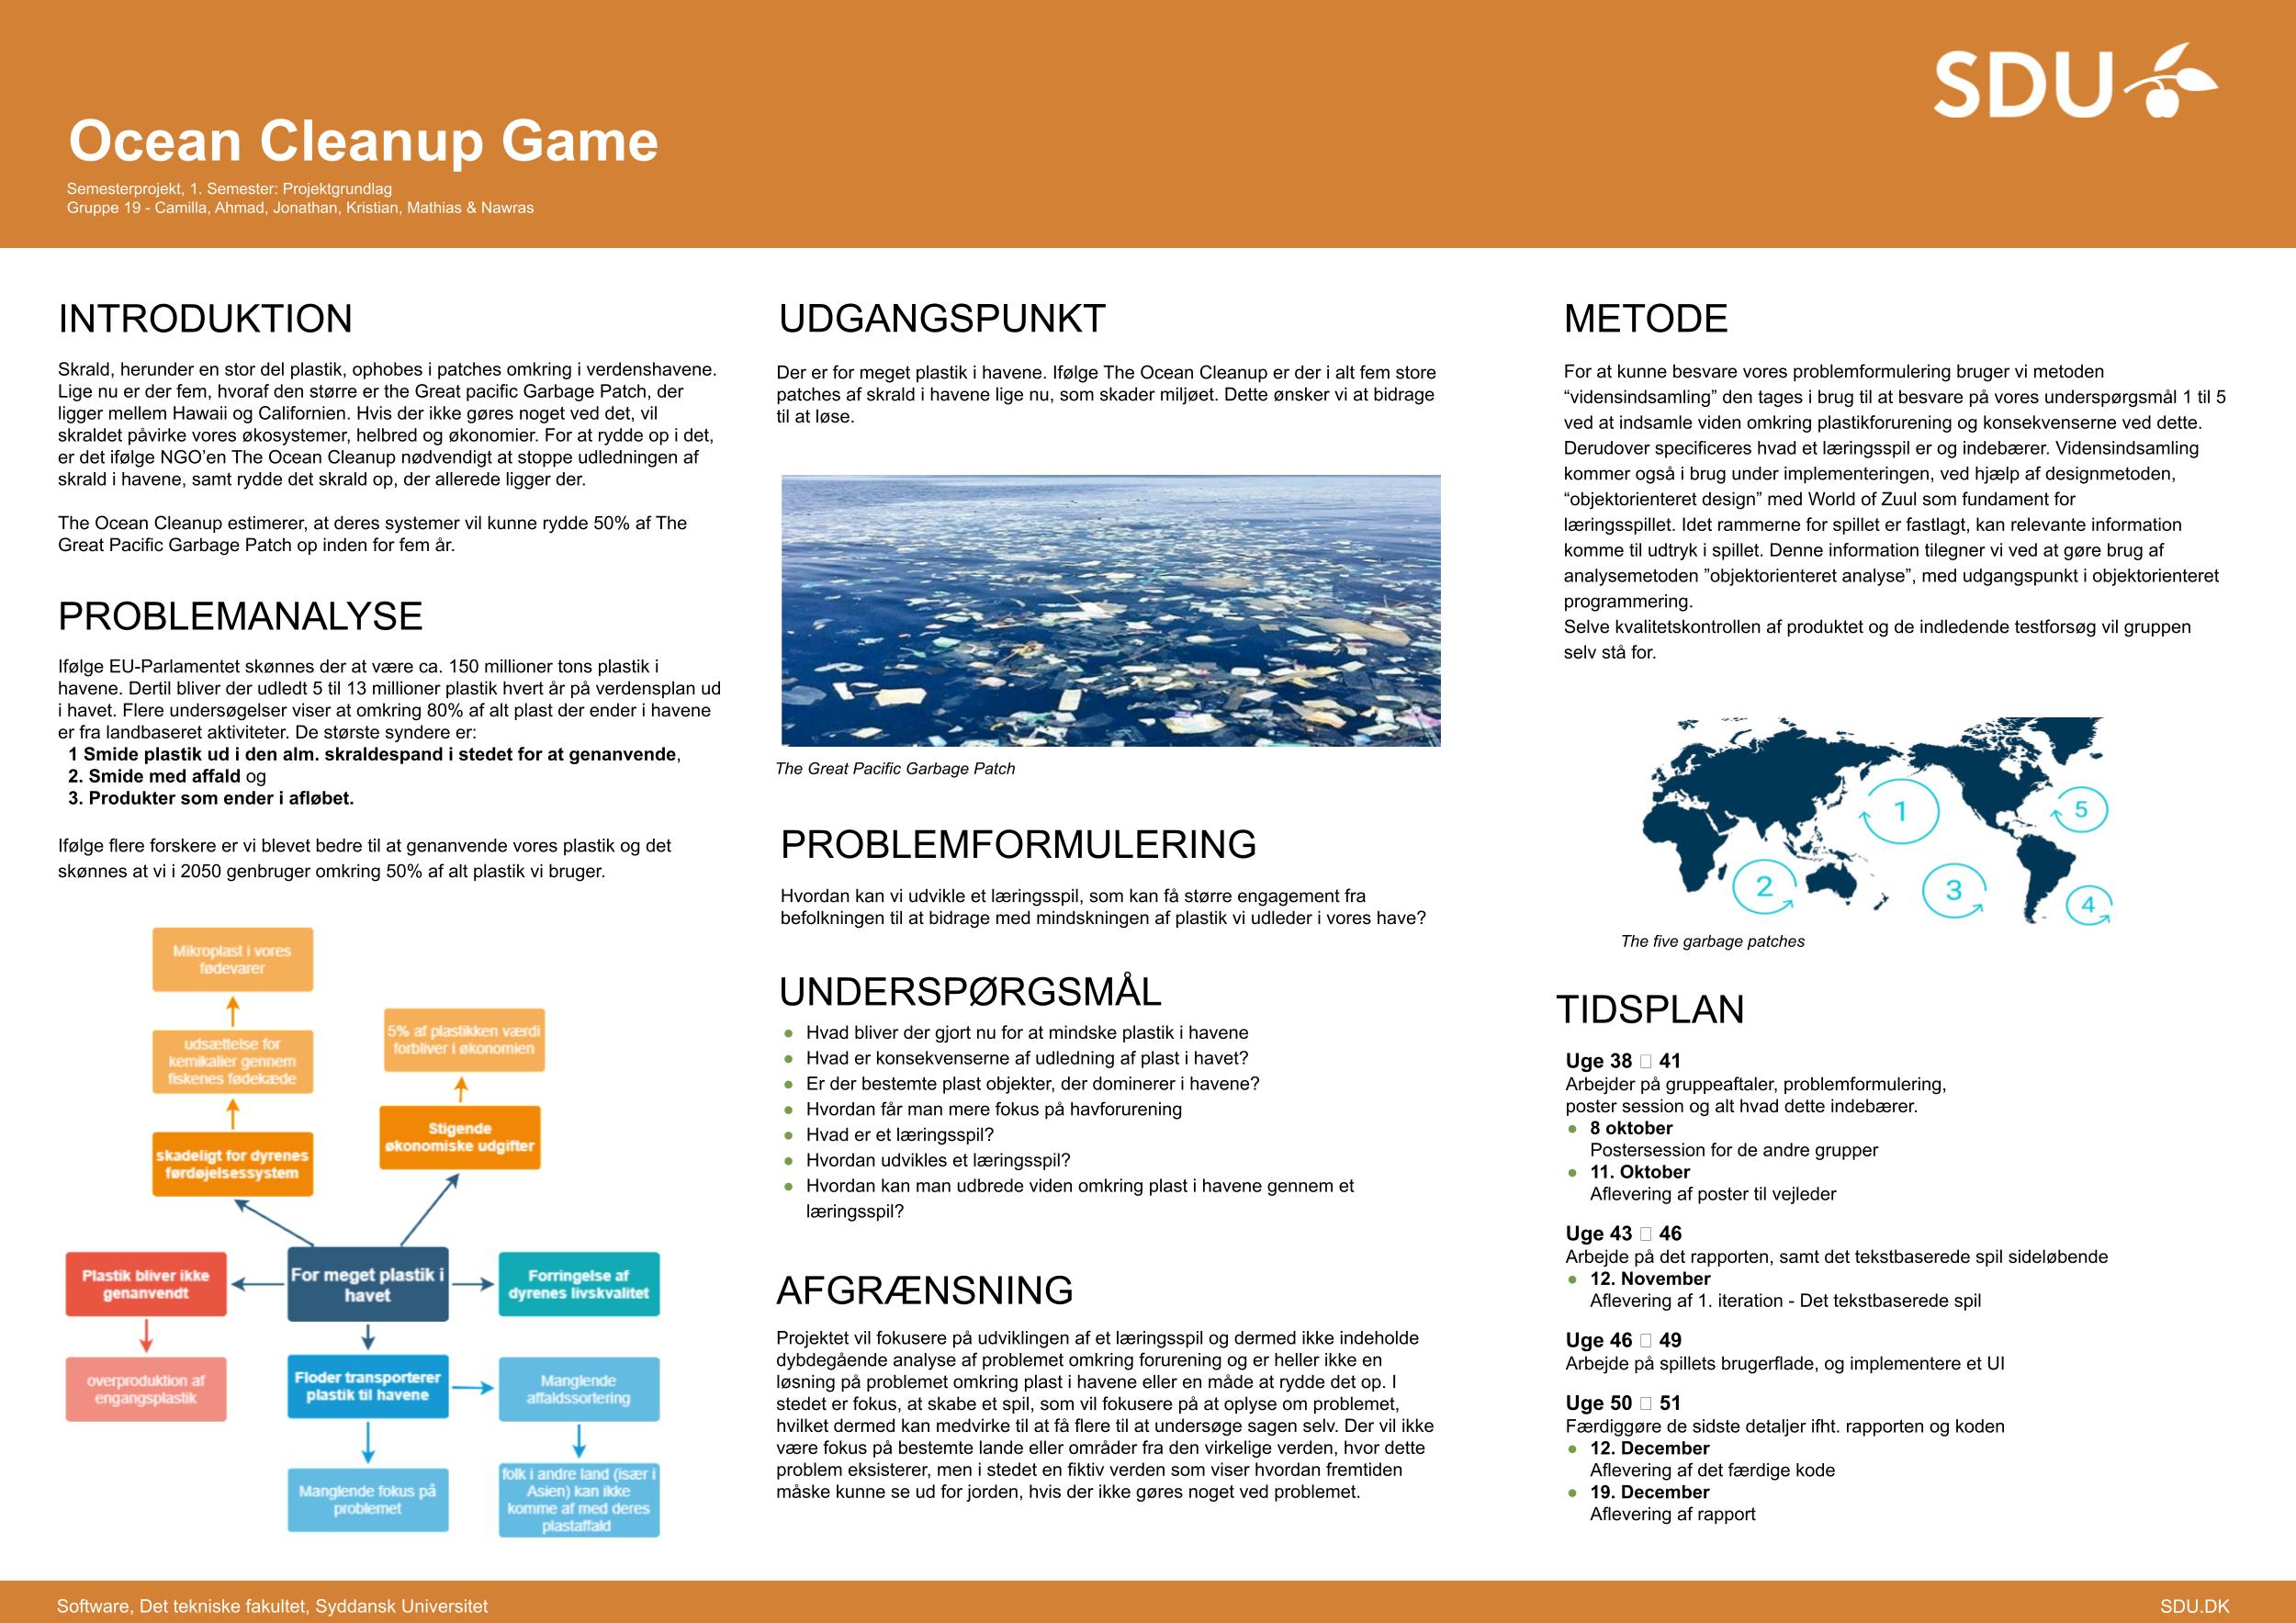 SDU
Ocean Cleanup Game
Semesterprojekt, 1. Semester: Projektgrundlag
Gruppe 19 - Camilla, Ahmad, Jonathan, Kristian, Mathias & Nawras
INTRODUKTION
Skrald, herunder en stor del plastik, ophobes i patches omkring i verdenshavene.
Lige nu er der fem, hvoraf den større er the Great pacific Garbage Patch, der
ligger mellem Hawaii og Californien. Hvis der ikke gøres noget ved det, vil
skraldet påvirke vores økosystemer, helbred og økonomier. For at rydde op i det,
er det ifølge NGO'en The Ocean Cleanup nødvendigt at stoppe udledningen af
skrald i havene, samt rydde det skrald op, der allerede ligger der.
The Ocean Cleanup estimerer, at deres systemer vil kunne rydde 50% af The
Great Pacific Garbage Patch op inden for fem år.
PROBLEMANALYSE
Ifølge EU-Parlamentet skønnes der at være ca. 150 millioner tons plastik i
havene. Dertil bliver der udledt 5 til 13 millioner plastik hvert år på verdensplan ud
i havet. Flere undersøgelser viser at omkring 80% af alt plast der ender i havene
er fra landbaseret aktiviteter. De største syndere er:
1 Smide plastik ud i den alm. skraldespand i stedet for at genanvende,
2. Smide med affald og
3. Produkter som ender i afløbet.
Ifølge flere forskere er vi blevet bedre til at genanvende vores plastik og det
skønnes at vi i 2050 genbruger omkring 50% af alt plastik vi bruger.
Mikroplast i vores
fødevarer
udsættelse for
kemikalier gennem
fiskenes fødekæde
skadeligt for dyrenes
førdøjelsessystem
5% af plastikken værdi
forbliver i økonomien
Stigende
økonomiske udgifter
Plastik bliver ikke
genanvendt
For meget plastik i
havet
Forringelse af
dyrenes livskvalitet
overproduktion af
engangsplastik
Floder transporterer
plastik til havene
Manglende
affaldssortering
Manglende fokus på
problemet
folk i andre land (især i
Asien) kan ikke
komme af med deres
plastaffald
UDGANGSPUNKT
Der er for meget plastik i havene. Ifølge The Ocean Cleanup er der i alt fem store
patches af skrald i havene lige nu, som skader miljøet. Dette ønsker vi at bidrage
til at løse.
The Great Pacific Garbage Patch
PROBLEMFORMULERING
Hvordan kan vi udvikle et læringsspil, som kan få større engagement fra
befolkningen til at bidrage med mindskningen af plastik vi udleder i vores have?
UNDERSPØRGSMÅL
● Hvad bliver der gjort nu for at mindske plastik i havene
● Hvad er konsekvenserne af udledning af plast i havet?
● Er der bestemte plast objekter, der dominerer i havene?
● Hvordan får man mere fokus på havforurening
● Hvad er et læringsspil?
● Hvordan udvikles et læringsspil?
● Hvordan kan man udbrede viden omkring plast i havene gennem et
læringsspil?
AFGRÆNSNING
Projektet vil fokusere på udviklingen af et læringsspil og dermed ikke indeholde
dybdegående analyse af problemet omkring forurening og er heller ikke en
løsning på problemet omkring plast i havene eller en måde at rydde det op. I
stedet er fokus, at skabe et spil, som vil fokusere på at oplyse om problemet,
hvilket dermed kan medvirke til at få flere til at undersøge sagen selv. Der vil ikke
være fokus på bestemte lande eller områder fra den virkelige verden, hvor dette
problem eksisterer, men i stedet en fiktiv verden som viser hvordan fremtiden
måske kunne se ud for jorden, hvis der ikke gøres noget ved problemet.
METODE
For at kunne besvare vores problemformulering bruger vi metoden
“vidensindsamling” den tages i brug til at besvare på vores underspørgsmål 1 til 5
ved at indsamle viden omkring plastikforurening og konsekvenserne ved dette.
Derudover specificeres hvad et læringsspil er og indebærer. Vidensindsamling
kommer også i brug under implementeringen, ved hjælp af designmetoden,
“objektorienteret design” med World of Zuul som fundament for
læringsspillet. Idet rammerne for spillet er fastlagt, kan relevante information
komme til udtryk i spillet. Denne information tilegner vi ved at gøre brug af
analysemetoden ”objektorienteret analyse”, med udgangspunkt i objektorienteret
programmering.
Selve kvalitetskontrollen af produktet og de indledende testforsøg vil gruppen
selv stå for.
1
2
3
4
5
The five garbage patches
TIDSPLAN
Uge 38 □ 41
Arbejder på gruppeaftaler, problemformulering,
poster session og alt hvad dette indebærer.
● 8 oktober
Postersession for de andre grupper
● 11. Oktober
Aflevering af poster til vejleder
Uge 43 □ 46
Arbejde på det rapporten, samt det tekstbaserede spil sideløbende
● 12. November
Aflevering af 1. iteration - Det tekstbaserede spil
Uge 46 □ 49
Arbejde på spillets brugerflade, og implementere et UI
Uge 50 □ 51
Færdiggøre de sidste detaljer ifht. rapporten og koden
● 12. December
Aflevering af det færdige kode
● 19. December
Aflevering af rapport
Software, Det tekniske fakultet, Syddansk Universitet
SDU.DK